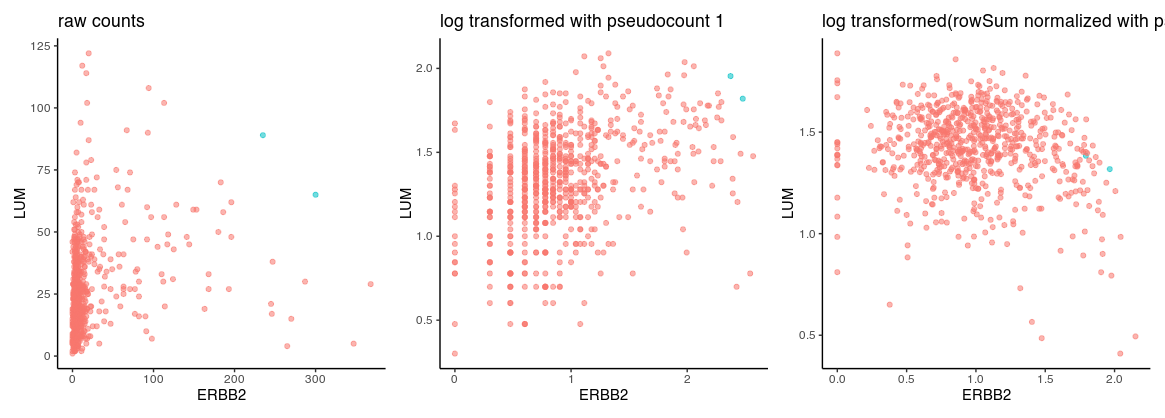 raw counts
125
100
75
50
25
0
LUM
0
100
200
300
ERBB2
log transformed with pseudocount 1
2.0
1.5
1.0
0.5
LUM
0
1
2
ERBB2
log transformed(rowSum normalized with p
1.5
1.0
0.5
LUM
0.0
0.5
1.0
1.5
2.0
ERBB2